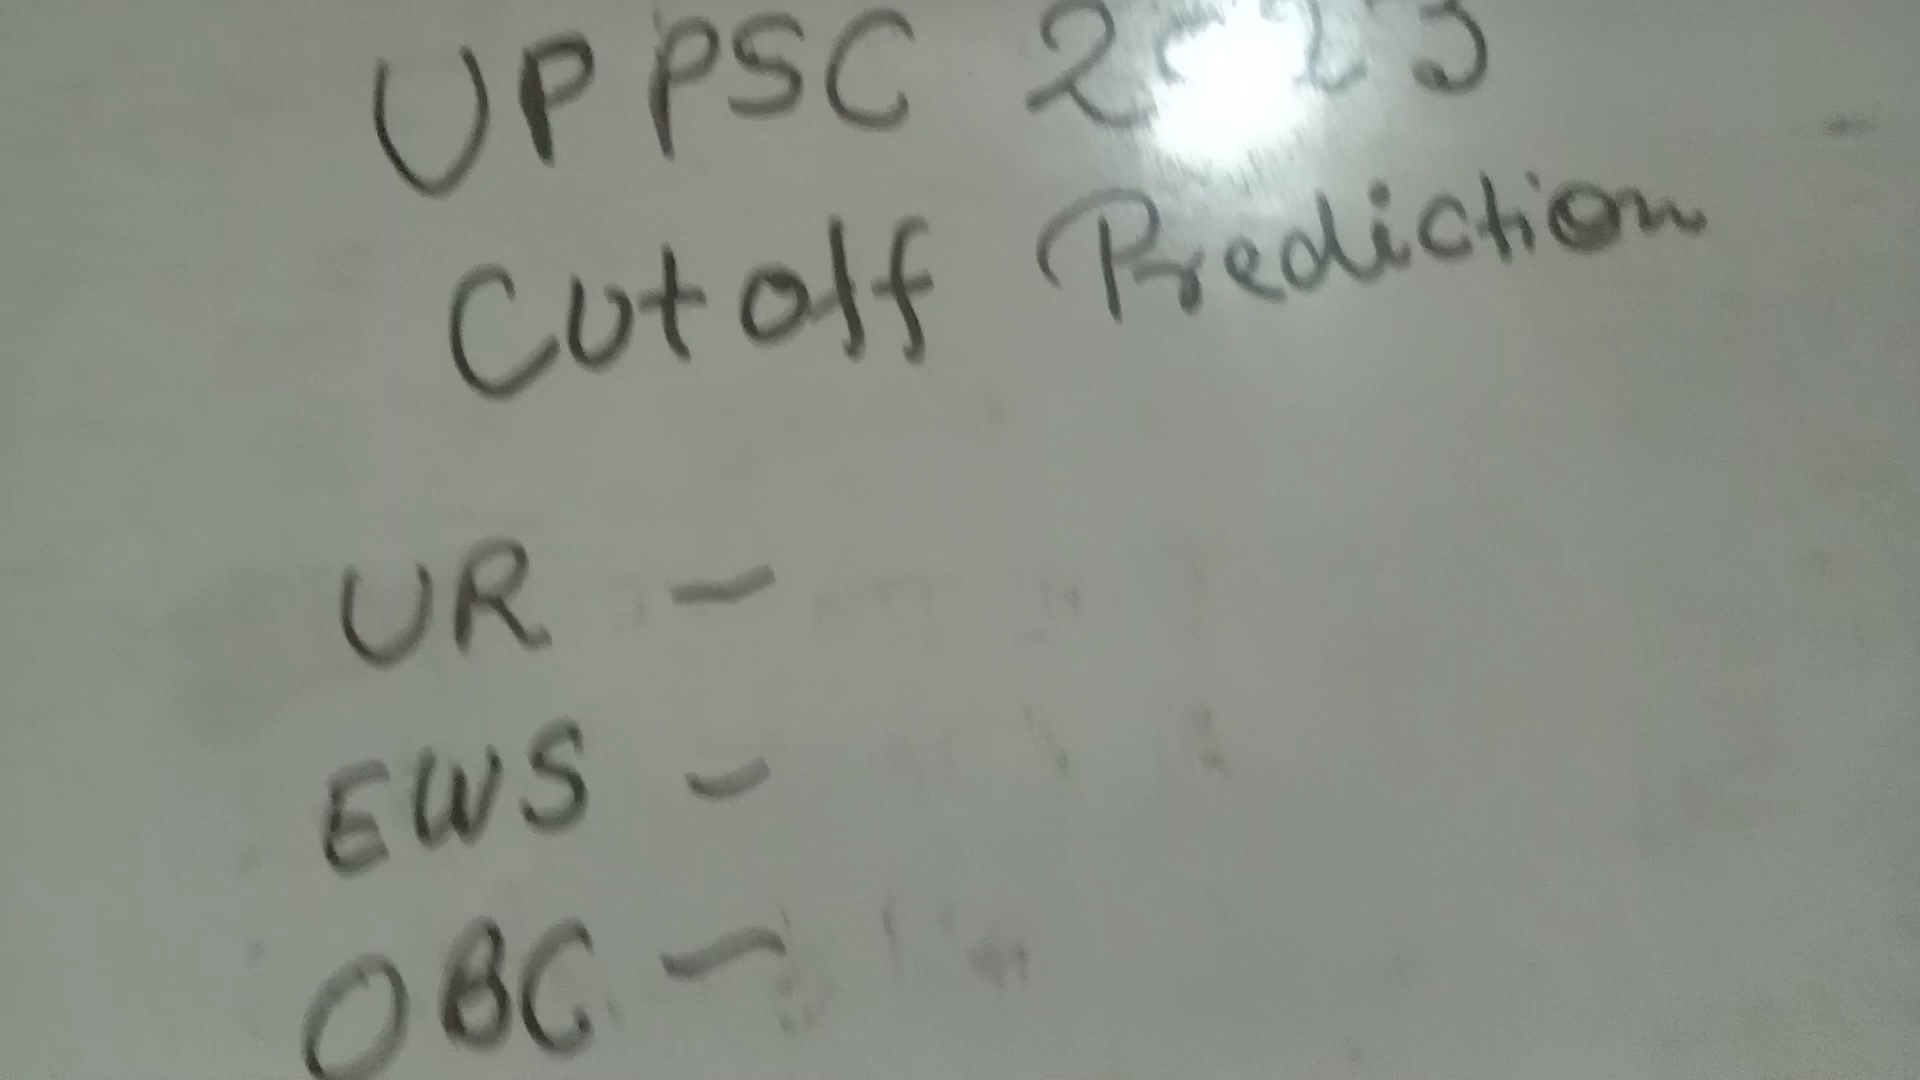 UPPSC
Cutoff Prediction
UR -
EWS -
OBC -